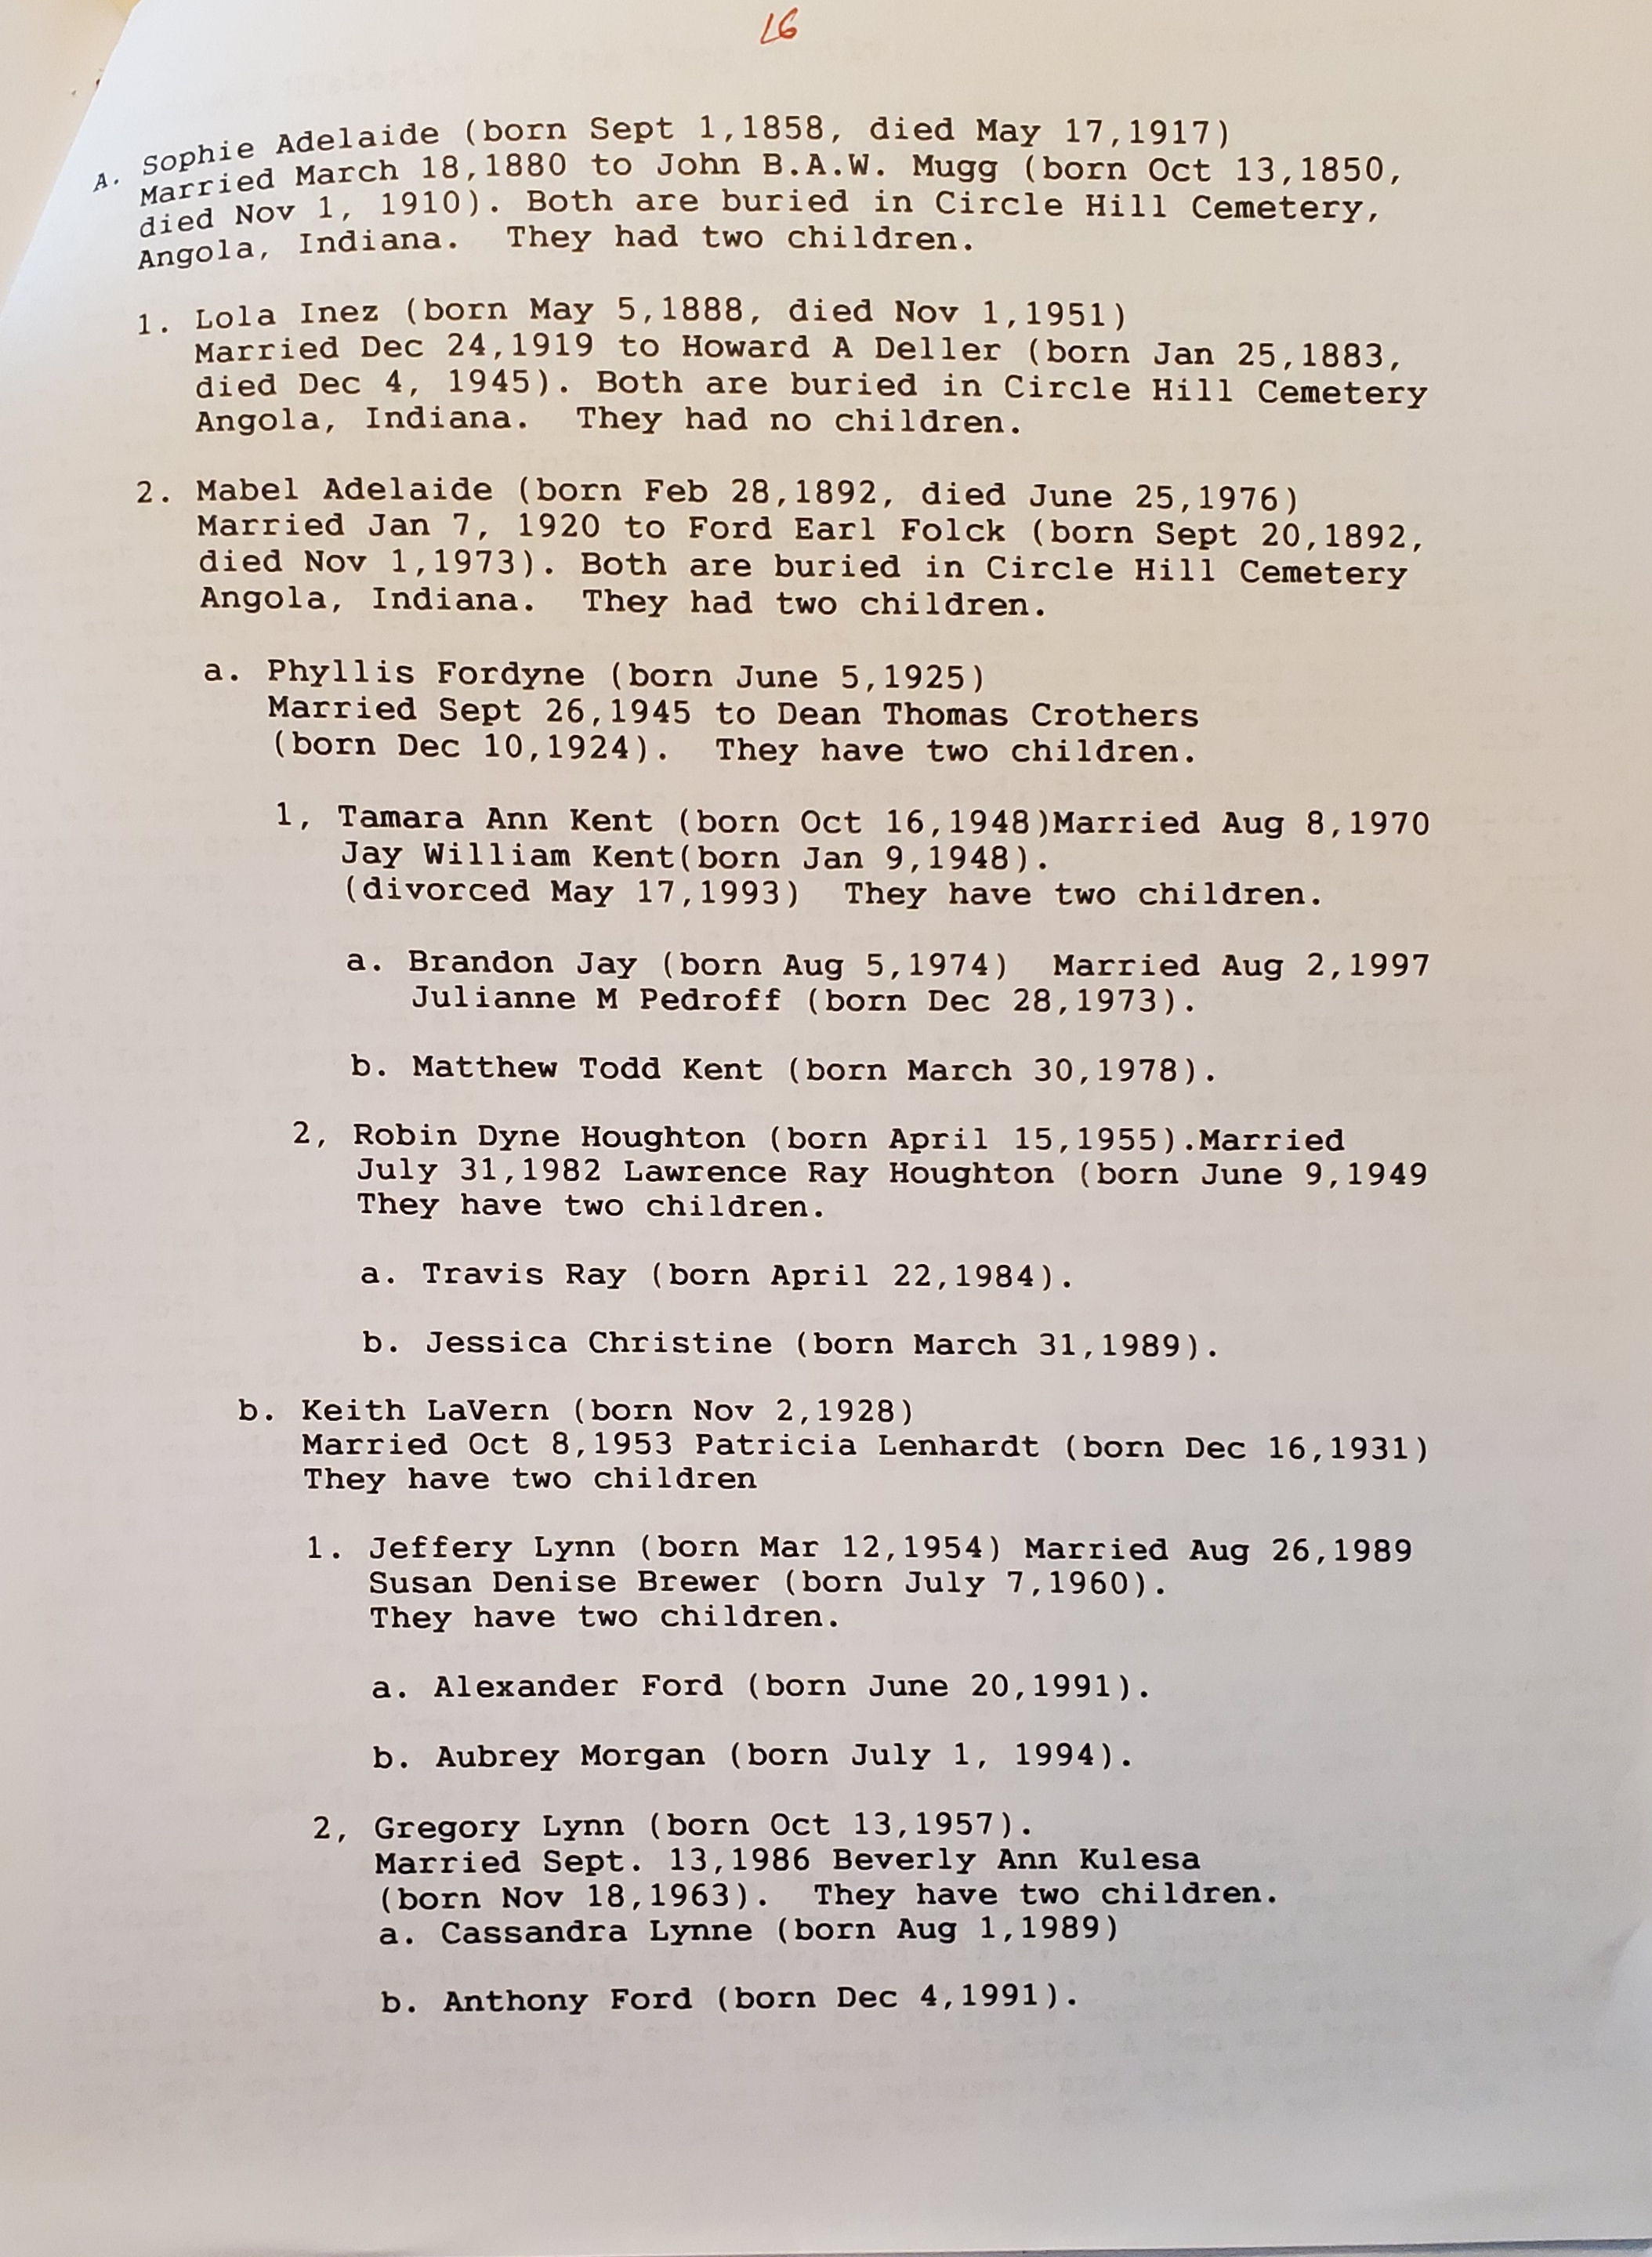 16
A. Sophie Adelaide (born Sept 1,1858, died May 17,1917)
Married March 18,1880 to John B.A.W. Mugg (born Oct 13,1850,
died Nov 1, 1910). Both are buried in Circle Hill Cemetery,
Angola, Indiana. They had two children.
1. Lola Inez (born May 5,1888, died Nov 1,1951)
Married Dec 24,1919 to Howard A Deller (born Jan 25,1883,
died Dec 4, 1945). Both are buried in Circle Hill Cemetery
Angola, Indiana. They had no children.
2. Mabel Adelaide (born Feb 28,1892, died June 25,1976)
Married Jan 7, 1920 to Ford Earl Folck (born Sept 20,1892,
died Nov 1,1973). Both are buried in Circle Hill Cemetery
Angola, Indiana. They had two children.
a. Phyllis Fordyne (born June 5,1925)
Married Sept 26,1945 to Dean Thomas Crothers
(born Dec 10,1924). They have two children.
1, Tamara Ann Kent (born Oct 16,1948)Married Aug 8,1970
Jay William Kent(born Jan 9,1948).
(divorced May 17,1993) They have two children.
a. Brandon Jay (born Aug 5,1974) Married Aug 2,1997
Julianne M Pedroff (born Dec 28,1973).
b. Matthew Todd Kent (born March 30,1978).
2, Robin Dyne Houghton (born April 15,1955).Married
July 31,1982 Lawrence Ray Houghton (born June 9,1949
They have two children.
a. Travis Ray (born April 22,1984).
b. Jessica Christine (born March 31,1989).
b. Keith LaVern (born Nov 2,1928)
Married Oct 8,1953 Patricia Lenhardt (born Dec 16,1931)
They have two children
1. Jeffery Lynn (born Mar 12,1954) Married Aug 26,1989
Susan Denise Brewer (born July 7,1960).
They have two children.
a. Alexander Ford (born June 20,1991).
b. Aubrey Morgan (born July 1, 1994).
2, Gregory Lynn (born Oct 13,1957).
Married Sept. 13,1986 Beverly Ann Kulesa
(born Nov 18,1963). They have two children.
a. Cassandra Lynne (born Aug 1,1989)
b. Anthony Ford (born Dec 4,1991).